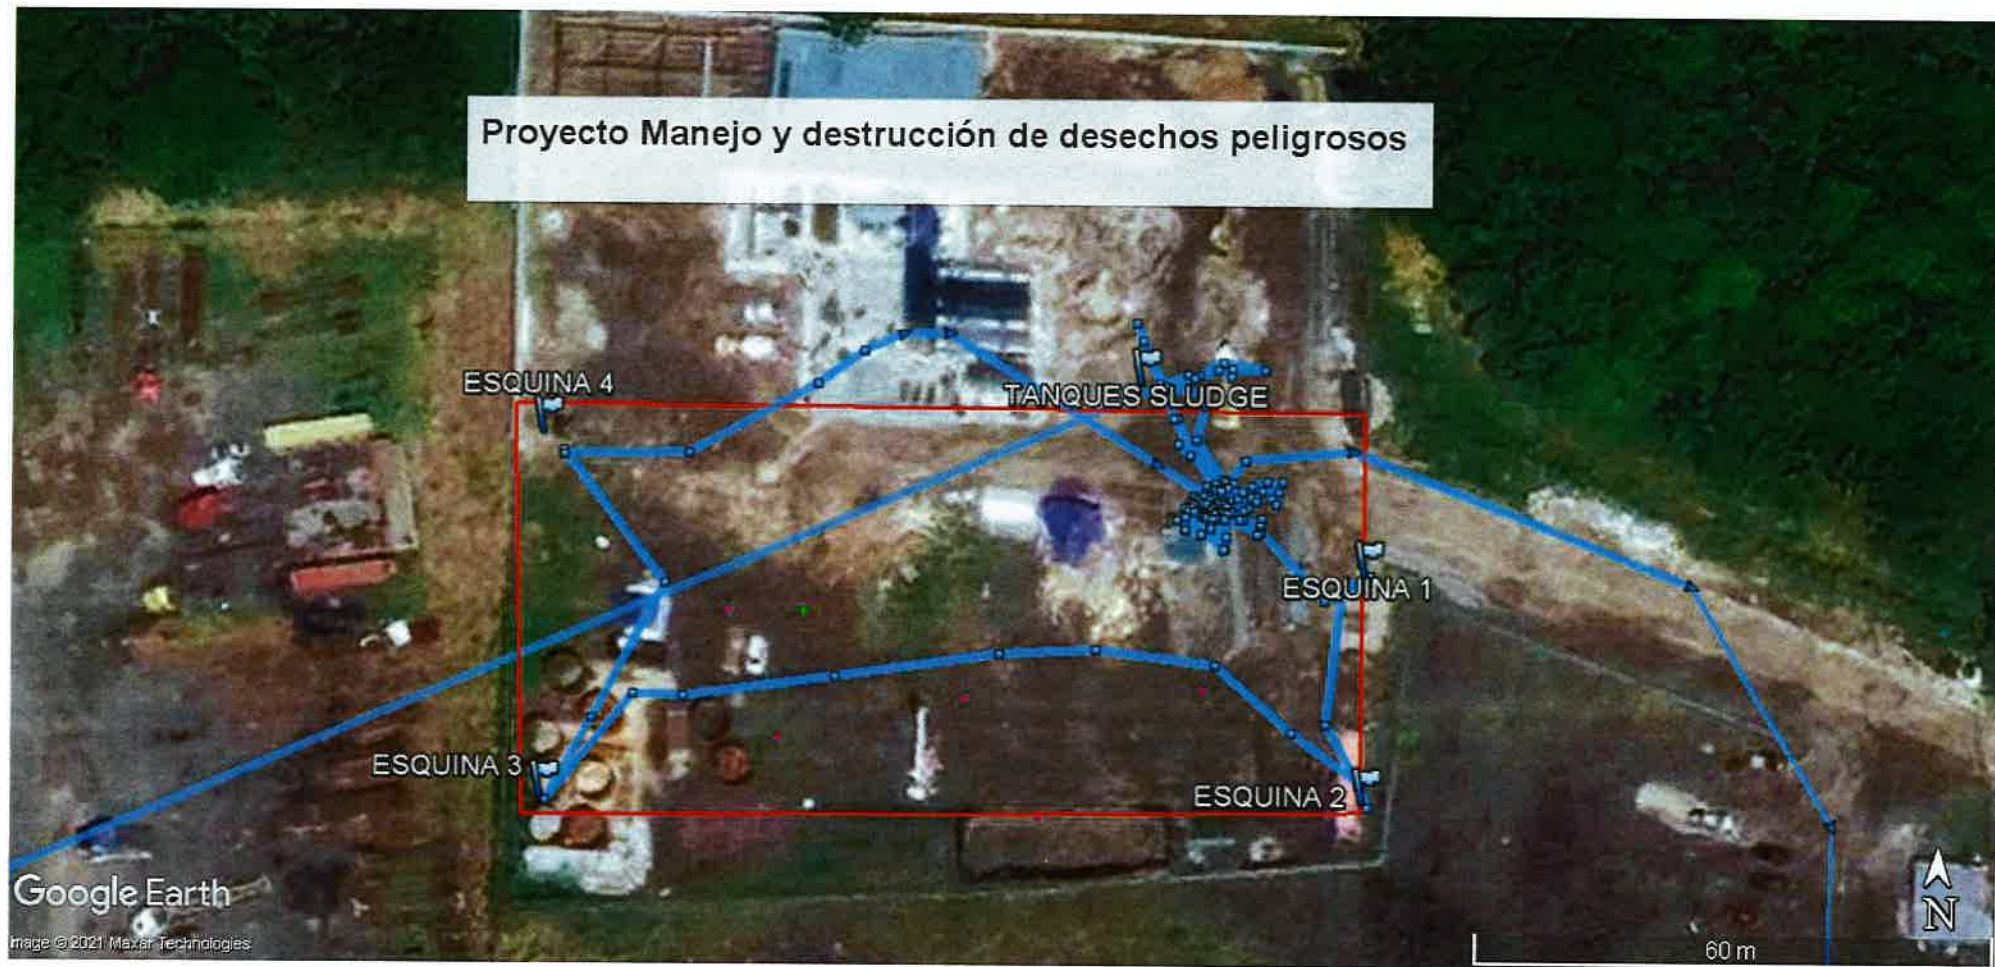 Proyecto Manejo y destrucción de desechos peligrosos
ESQUINA 4
TANQUES SLUDGE
ESQUINA 1
ESQUINA 3
ESQUINA 2
Google Earth
Image © 2021 Maxar Technologies
N
60 m